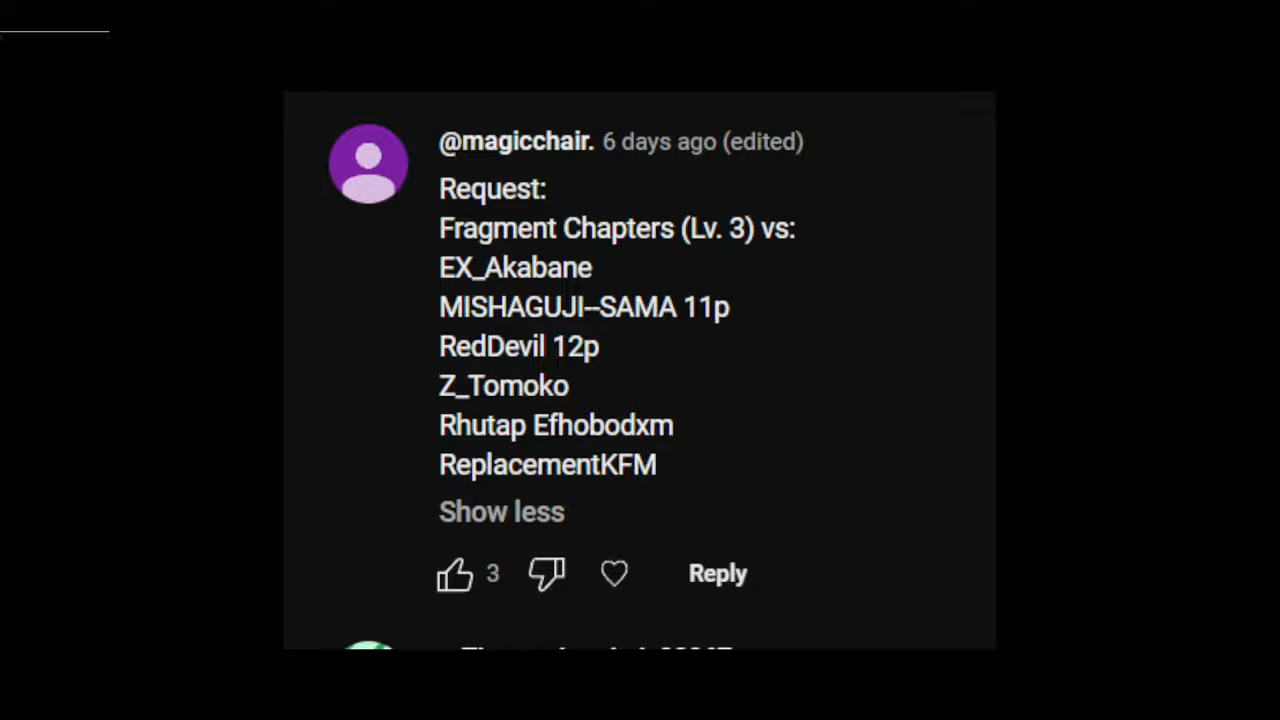 @magicchair. 6 days ago (edited)
Request:
Fragment Chapters (Lv. 3) vs:
EX_Akabane
MISHAGUJI--SAMA 11p
RedDevil 12p
Z_Tomoko
Rhutap Efhobodxm
ReplacementKFM
Show less
3 Reply